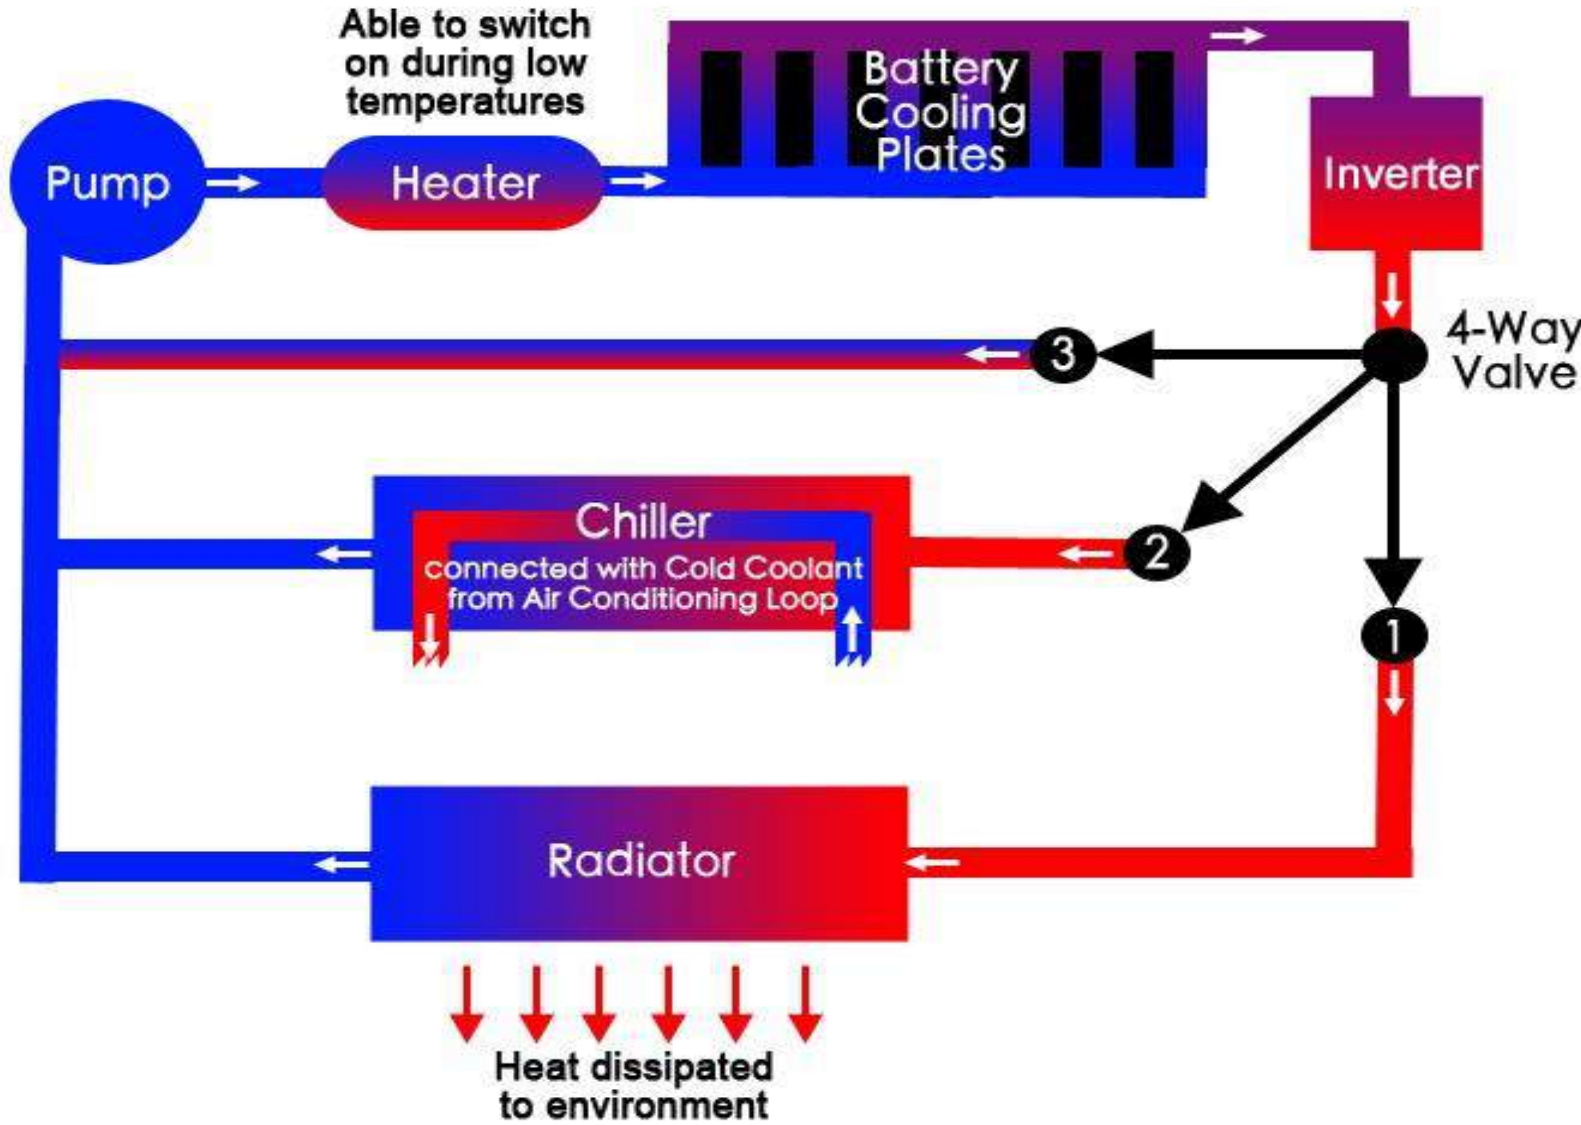 Able to switch
on during low
temperatures
Battery
Cooling
Plates
Pump
Heater
Inverter
4-Way
Valve
3
Chiller
connected with Cold Coolant
from Air Conditioning Loop
2
1
Radiator
Heat dissipated
to environment